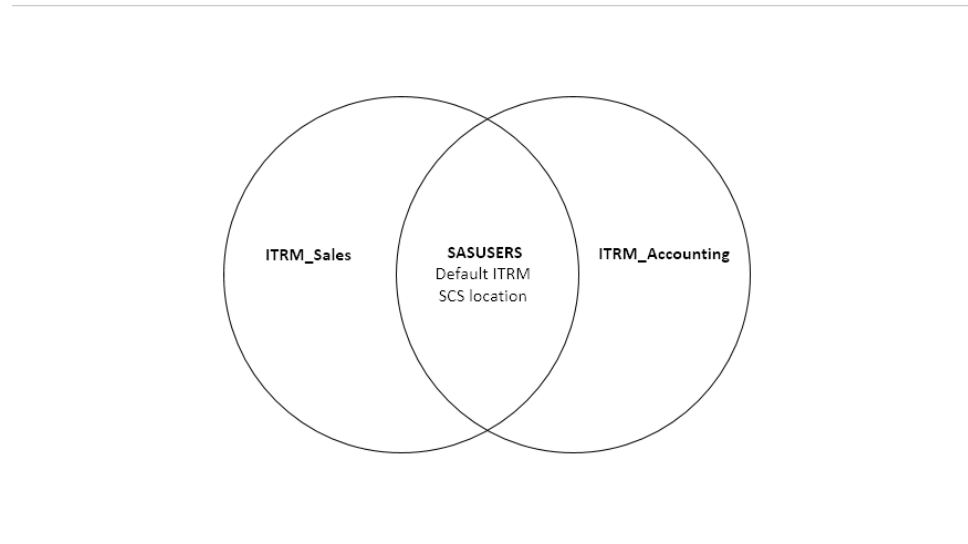 ITRM_Sales
SASUSERS
Default ITRM
SCS location
ITRM_Accounting